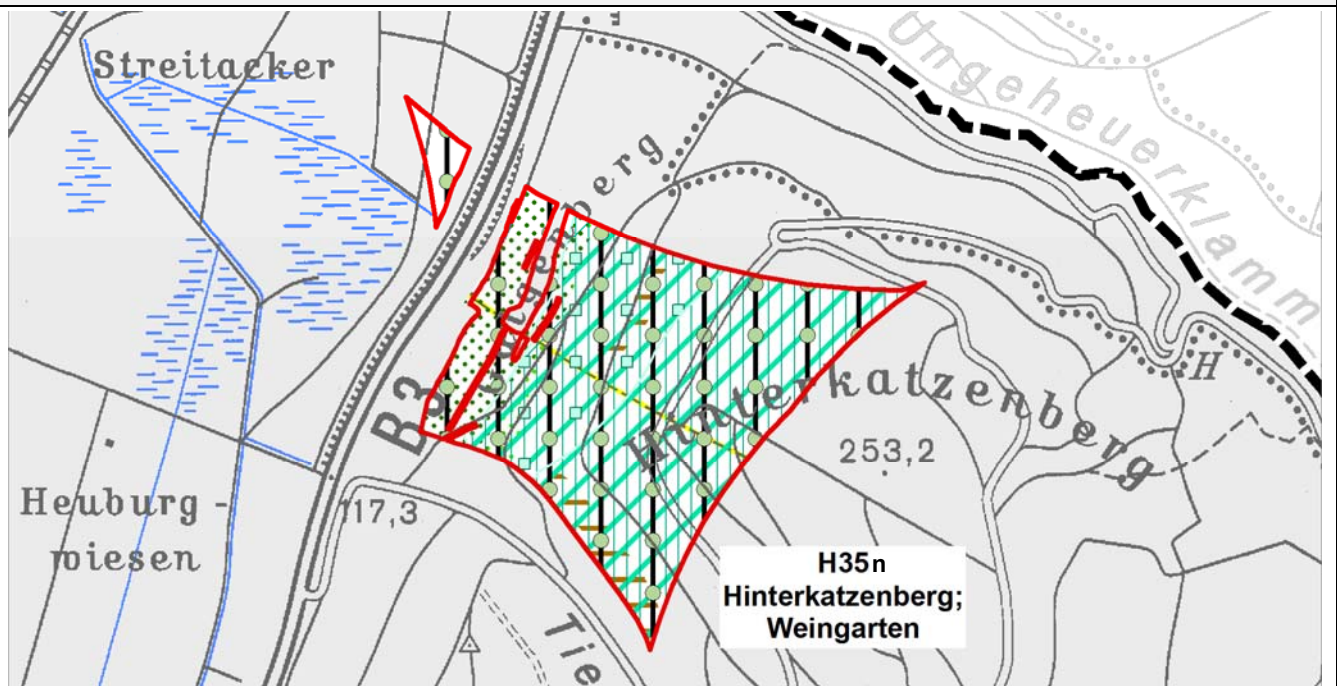 Streitacker
Ungeheuerklamm
B3
Hinterkatzenberg
H
253,2
Heuburg-
wiesen
117,3
H35n
Hinterkatzenberg;
Weingarten
Tie